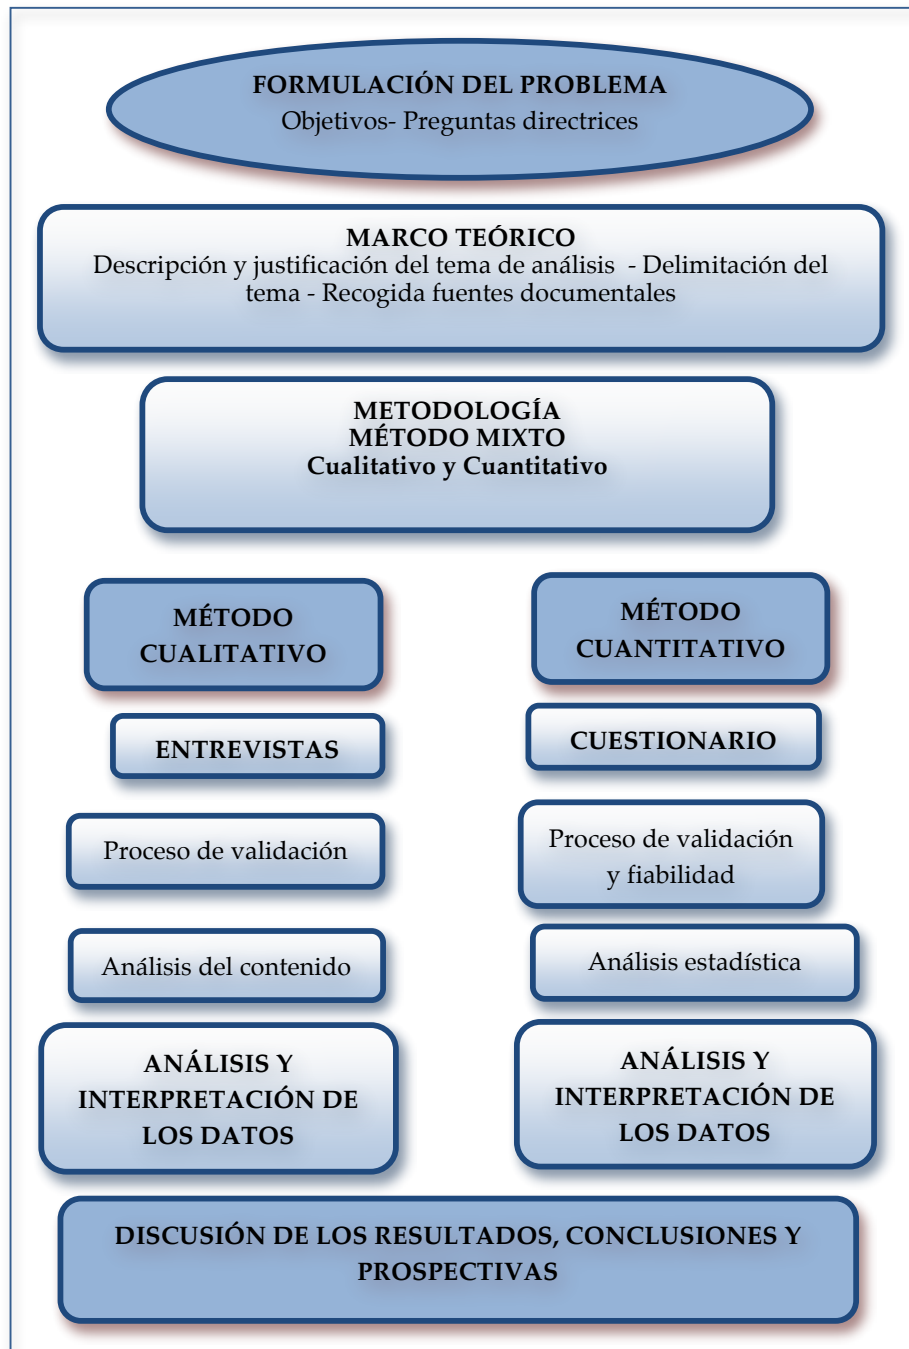 FORMULACIÓN DEL PROBLEMA
Objetivos- Preguntas directrices
MARCO TEÓRICO
Descripción y justificación del tema de análisis - Delimitación del
tema - Recogida fuentes documentales
METODOLOGÍA
MÉTODO MIXTO
Cualitativo y Cuantitativo
MÉTODO
CUALITATIVO
ENTREVISTAS
Proceso de validación
Análisis del contenido
ANÁLISIS Y
INTERPRETACIÓN DE
LOS DATOS
MÉTODO
CUANTITATIVO
CUESTIONARIO
Proceso de validación
y fiabilidad
Análisis estadística
ANÁLISIS Y
INTERPRETACIÓN DE
LOS DATOS
DISCUSIÓN DE LOS RESULTADOS, CONCLUSIONES Y
PROSPECTIVAS